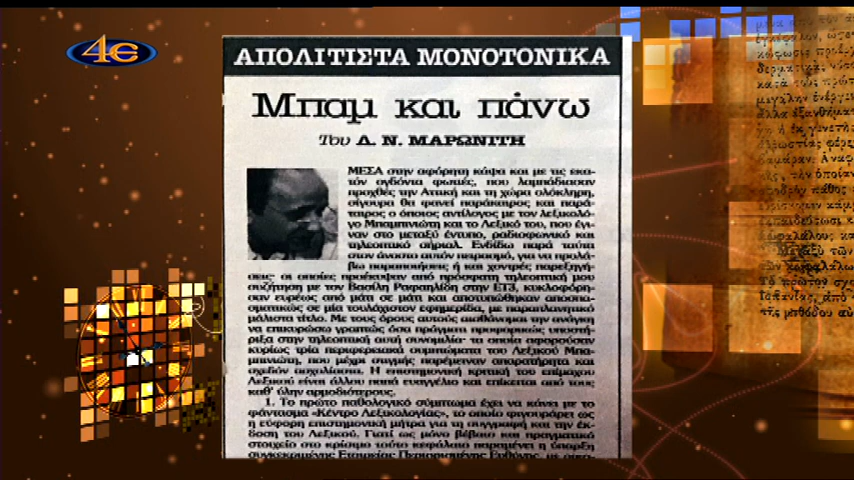 4ε
ΑΠΟΛΙΤΙΣΤΑ ΜΟΝΟΤΟΝΙΚΑ
Μπαμ και πάνω
Του Δ. Ν. ΜΑΡΩΝΙΤΗ
ΜΕΣΑ στην αφόρητη κάψα και με τις εκα-
τόν ογδόντα φωτιές, που λαμπάδιασαν
προχθές την Αττική και τη χώρα ολόκληρη,
σίγουρα θα φανεί παράκαιρος και παρά-
ταιρος ο όποιος αντίλογος με τον λεξικολό-
γο Μπαμπινιώτη και το Λεξικό του, που έγι-
ναν στο μεταξύ έντυπο, ραδιοφωνικό και
τηλεοπτικό σήριαλ. Ενδίδω παρά ταύτα
στον άνοστο αυτόν πειρασμό, για να προλά-
βω παραποιήσεις ή και χοντρές παρεξηγή-
σεις· οι οποίες προέκυψαν από πρόσφατη τηλεοπτική μου
συζήτηση με τον Βασίλη Ραφαηλίδη στην ΕΤ3, κυκλοφόρη-
σαν ευρέως από μάτι σε μάτι και αποτυπώθηκαν αποσπα-
σματικώς σε μία τουλάχιστον εφημερίδα, με παραπλανητικό
μάλιστα τίτλο. Με τους όρους αυτούς αισθάνομαι την ανάγκη
να επικυρώσω γραπτώς όσα πράγματι προφορικώς υποστή-
ριξα στην τηλεοπτική αυτή συνομιλία· τα οποία αφορούσαν
κυρίως τρία περιφερειακά συμπτώματα του Λεξικού Μπα-
μπινιώτη, που μέχρι στιγμής παρέμειναν απαρατήρητα και
σχεδόν ασχολίαστα. Η επιστημονική κριτική του επίμαχου
Λεξικού είναι άλλου παπά ευαγγέλιο και επίκειται από τους
καθ' ύλην αρμοδιότερους.
1. Το πρώτο παθολογικό σύμπτωμα έχει να κάνει με το
φάντασμα «Κέντρο Λεξικολογίας», το οποίο φιγουράρει ως
η εύφορη επιστημονική μήτρα για τη συγγραφή και την έκ-
δοση του Λεξικού. Γιατί ως μόνο βέβαιο και πραγματικό
στοιχείο στο κρίσιμο τούτο κεφάλαιο παραμένει η ύπαρξη
συγκεκριμένης Εταιρείας Περιορισμένης Ευθύνης, με